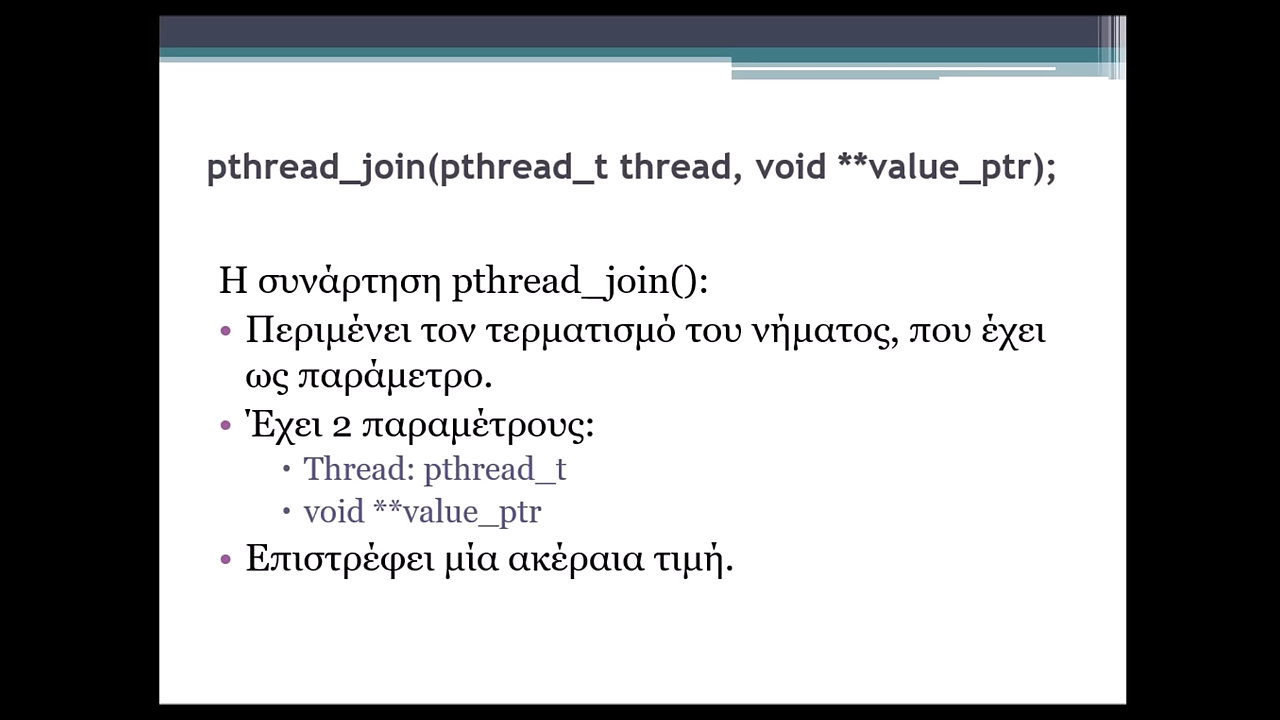 pthread_join(pthread_t thread, void **value_ptr);
Η συνάρτηση pthread_join():
• Περιμένει τον τερματισμό του νήματος, που έχει
ως παράμετρο.
• Έχει 2 παραμέτρους:
• Thread: pthread_t
• void **value_ptr
• Επιστρέφει μία ακέραια τιμή.